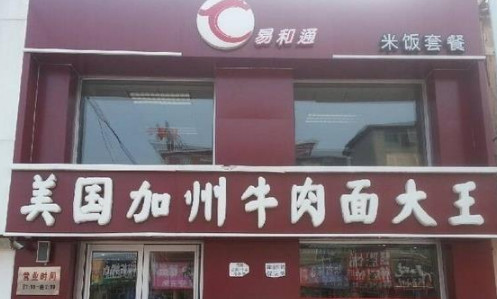 易和通
米饭套餐
美国加州牛肉面大王
营业时间